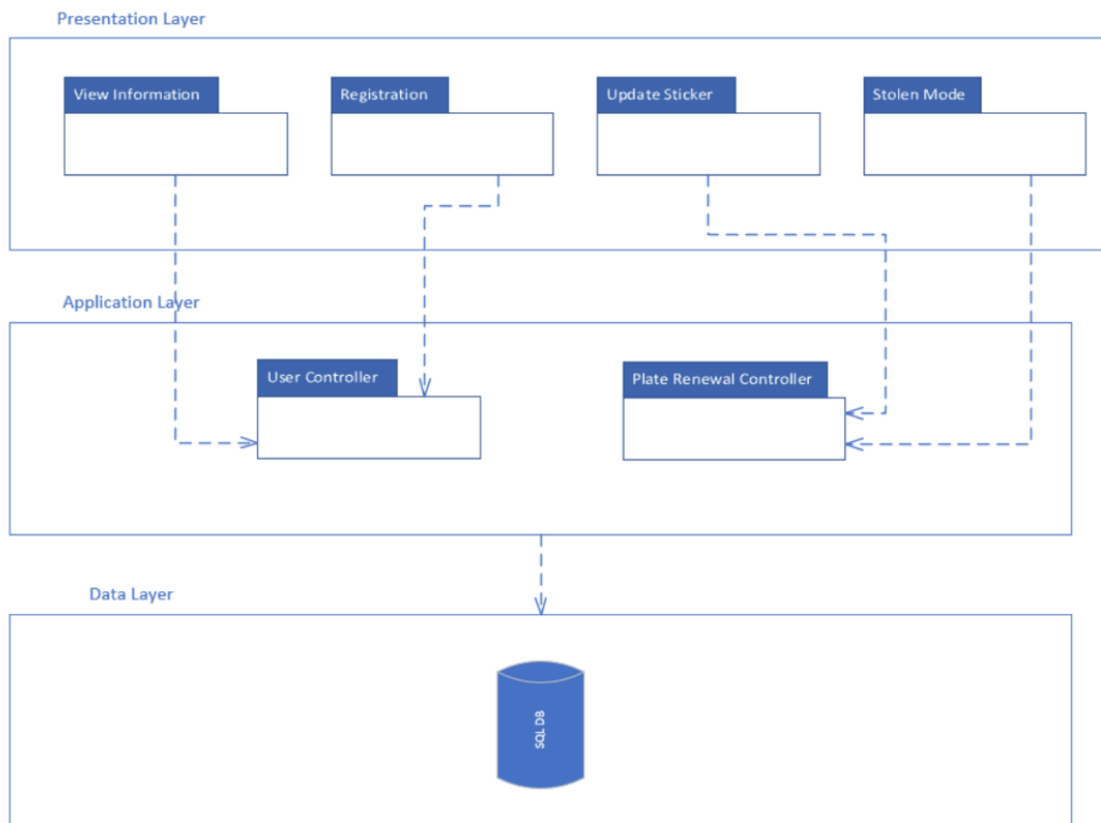 Presentation Layer
View Information
Registration
Update Sticker
Stolen Mode
Application Layer
User Controller
Plate Renewal Controller
Data Layer
SQL DB